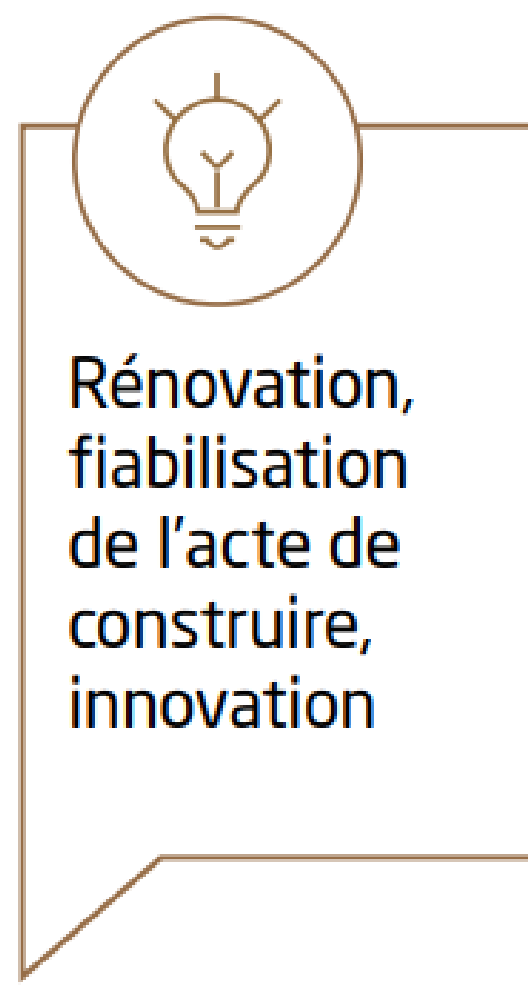 Rénovation,
fiabilisation
de l'acte de
construire,
innovation